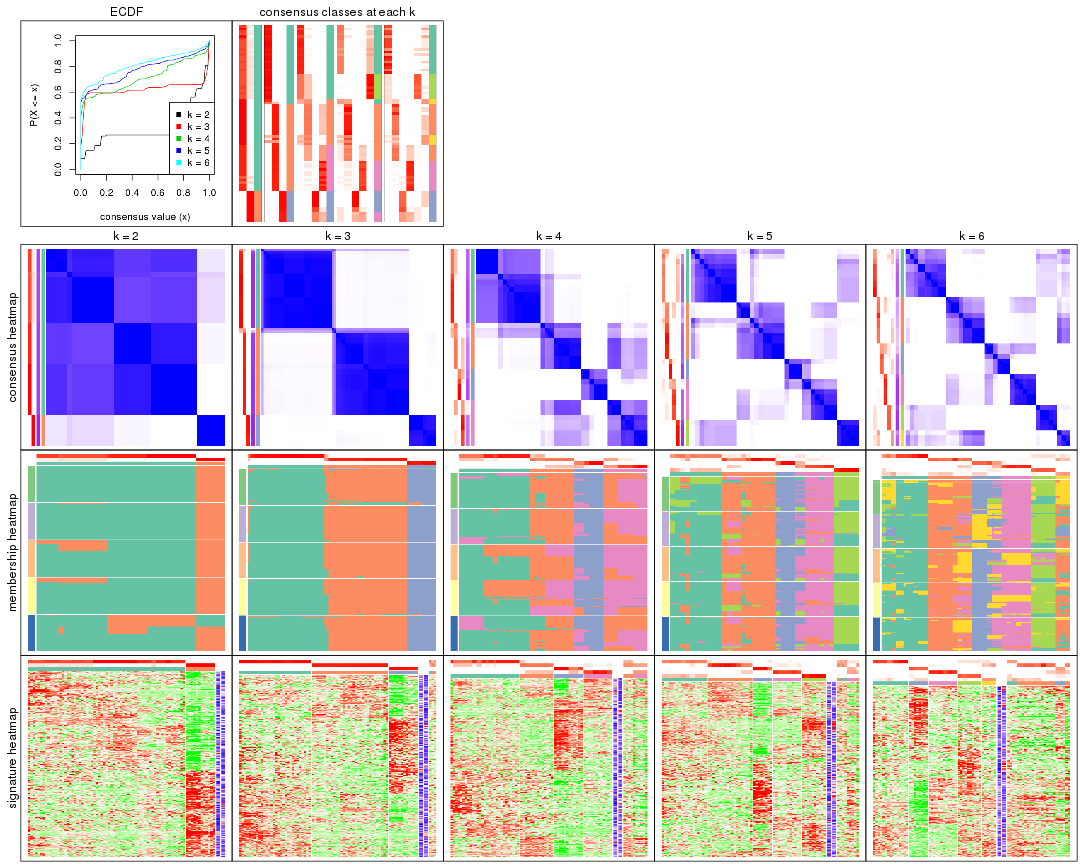 ECDF
consensus classes at each k
P(X <= x)
0.0 0.2 0.4 0.6 0.8 1.0
k = 2
k = 3
k = 4
k = 5
k = 6
0.0 0.2 0.4 0.6 0.8 1.0
consensus value (x)
k = 2 k = 3 k = 4 k = 5 k = 6
consensus heatmap
membership heatmap
signature heatmap